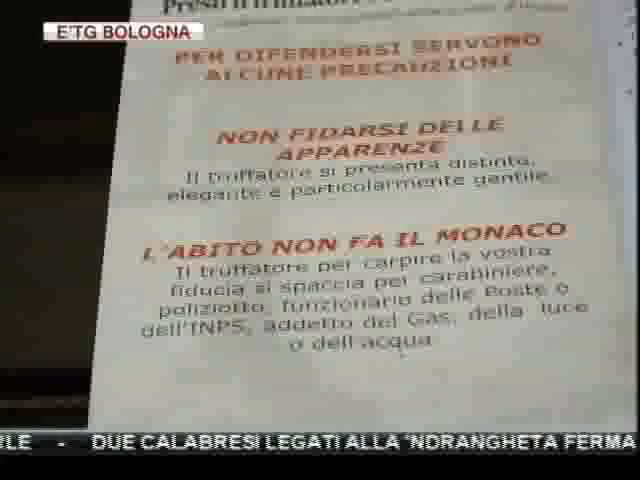 E'TG BOLOGNA
PER DIFENDERSI SERVONO
ALCUNE PRECAUZIONI
NON FIDARSI DELLE
APPARENZE
Il truffatore si presenta distinto,
elegante e particolarmente gentile.
L'ABITO NON FA IL MONACO
Il truffatore per carpire la vostra
fiducia si spaccia per carabiniere,
poliziotto, funzionario delle Poste o
dell'INPS, addetto del Gas, della luce
o dell'acqua
RLE - DUE CALABRESI LEGATI ALLA 'NDRANGHETA FERMA